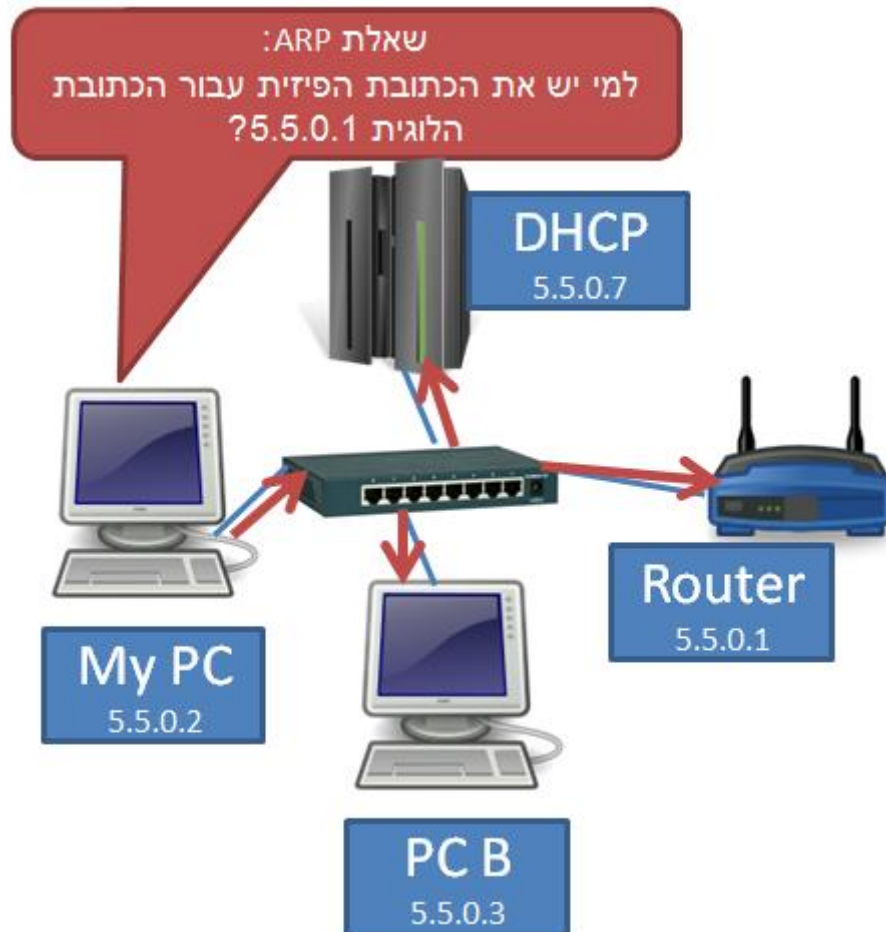 שאלת ARP:
למי יש את הכתובת הפיזית עבור הכתובת
הלוגית 5.5.0.1?
DHCP
5.5.0.7
Router
5.5.0.1
My PC
5.5.0.2
PC B
5.5.0.3